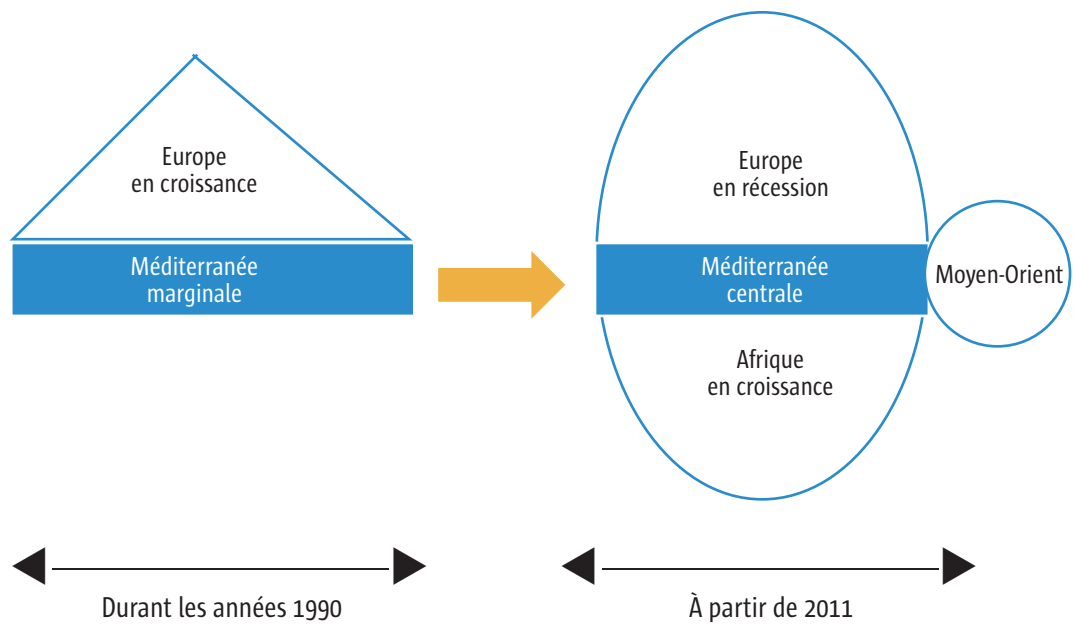 Europe
en croissance
Méditerranée
marginale
Durant les années 1990
Europe
en récession
Méditerranée
centrale
Moyen-Orient
Afrique
en croissance
À partir de 2011